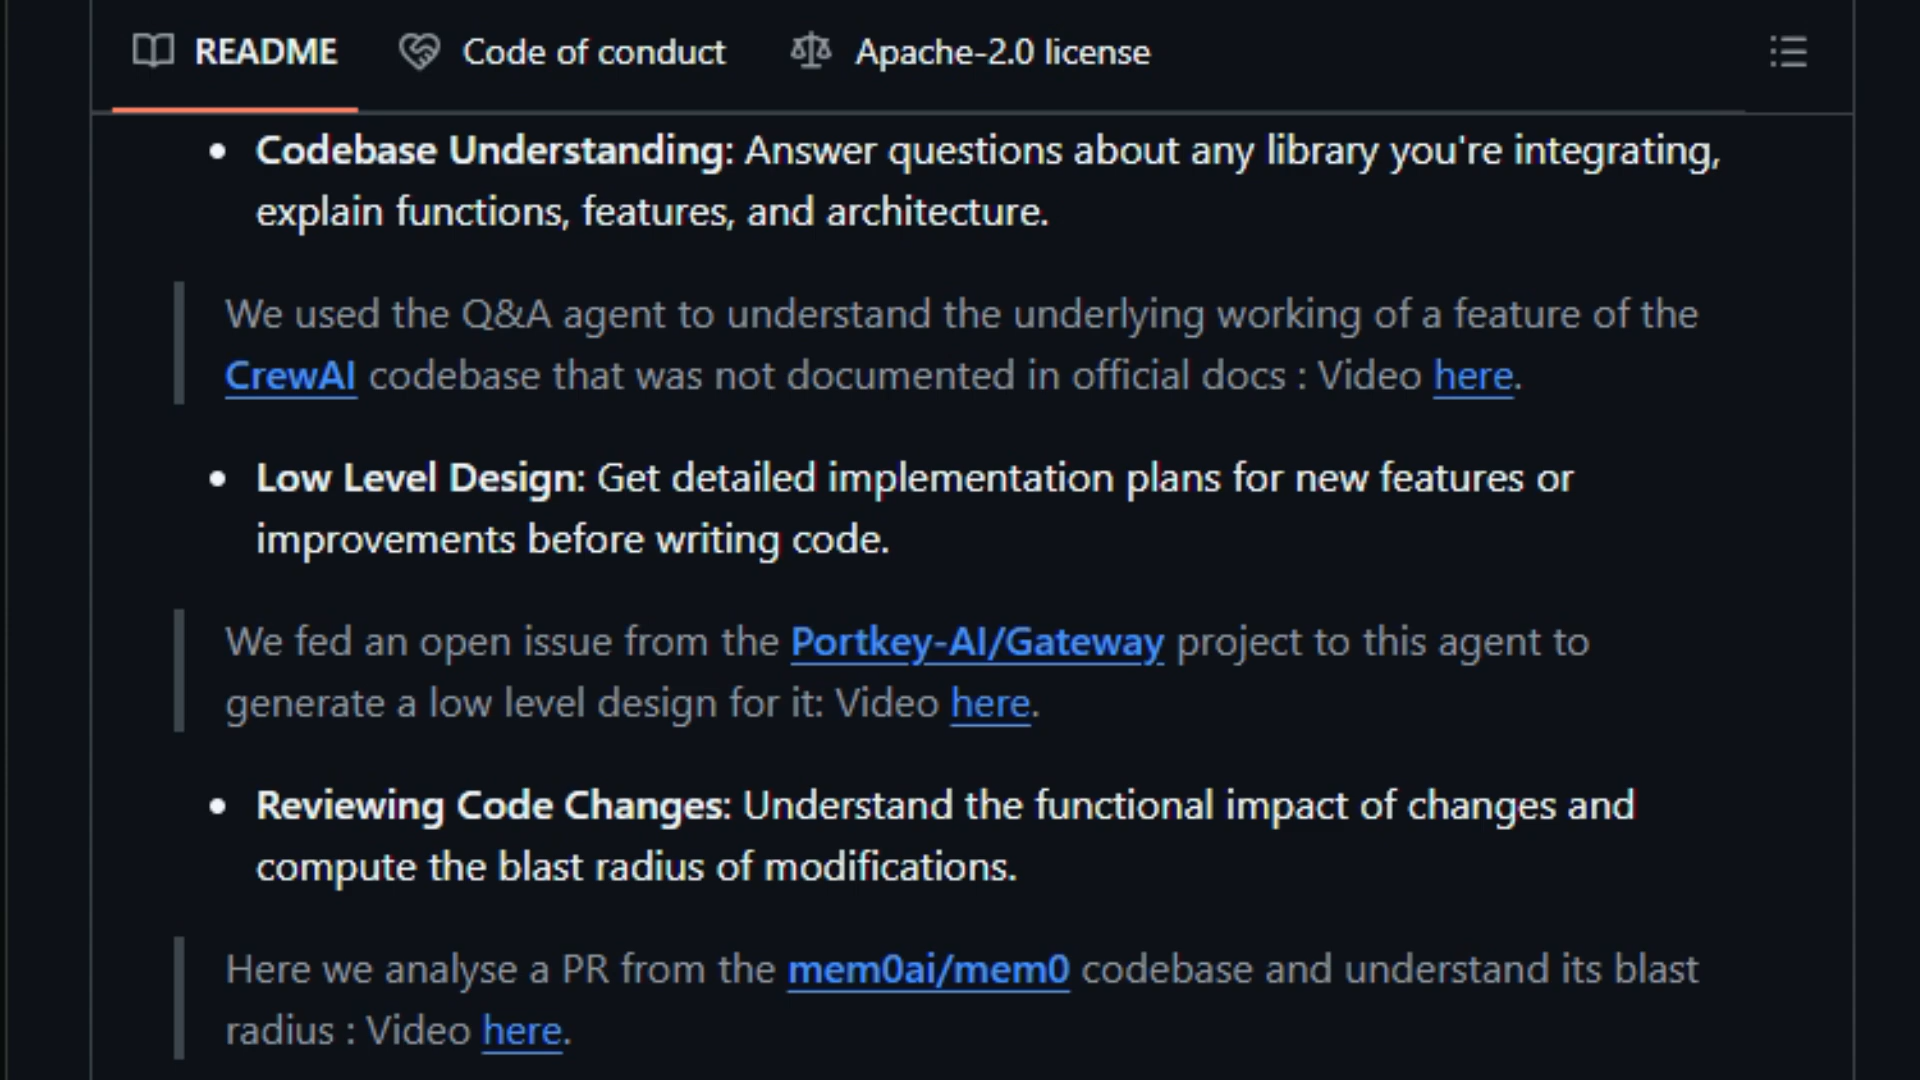 README Code of conduct Apache-2.0 license
• Codebase Understanding: Answer questions about any library you're integrating,
explain functions, features, and architecture.
We used the Q&A agent to understand the underlying working of a feature of the
CrewAI codebase that was not documented in official docs : Video here.
• Low Level Design: Get detailed implementation plans for new features or
improvements before writing code.
We fed an open issue from the Portkey-AI/Gateway project to this agent to
generate a low level design for it: Video here.
• Reviewing Code Changes: Understand the functional impact of changes and
compute the blast radius of modifications.
Here we analyse a PR from the mem0ai/mem0 codebase and understand its blast
radius : Video here.